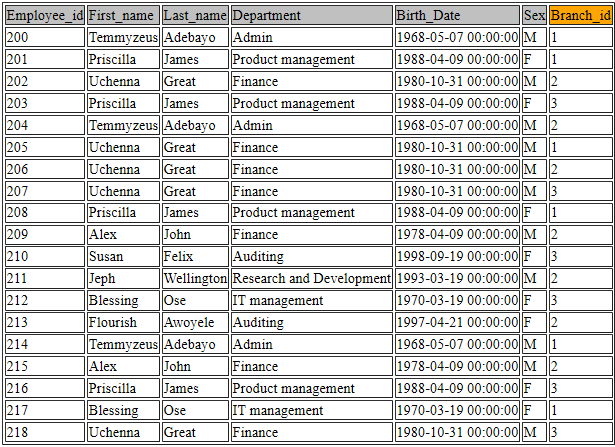 Employee_id First_name Last_name Department Birth_Date Sex Branch_id
200 Temmyzeus Adebayo Admin 1968-05-07 00:00:00 M 1
201 Priscilla James Product management 1988-04-09 00:00:00 F 1
202 Uchenna Great Finance 1980-10-31 00:00:00 M 2
203 Priscilla James Product management 1988-04-09 00:00:00 F 3
204 Temmyzeus Adebayo Admin 1968-05-07 00:00:00 M 2
205 Uchenna Great Finance 1980-10-31 00:00:00 M 1
206 Uchenna Great Finance 1980-10-31 00:00:00 M 2
207 Uchenna Great Finance 1980-10-31 00:00:00 M 3
208 Priscilla James Product management 1988-04-09 00:00:00 F 1
209 Alex John Finance 1978-04-09 00:00:00 M 2
210 Susan Felix Auditing 1998-09-19 00:00:00 F 3
211 Jeph Wellington Research and Development 1993-03-19 00:00:00 M 2
212 Blessing Ose IT management 1970-03-19 00:00:00 F 3
213 Flourish Awoyele Auditing 1997-04-21 00:00:00 F 2
214 Temmyzeus Adebayo Admin 1968-05-07 00:00:00 M 1
215 Alex John Finance 1978-04-09 00:00:00 M 2
216 Priscilla James Product management 1988-04-09 00:00:00 F 3
217 Blessing Ose IT management 1970-03-19 00:00:00 F 1
218 Uchenna Great Finance 1980-10-31 00:00:00 M 3